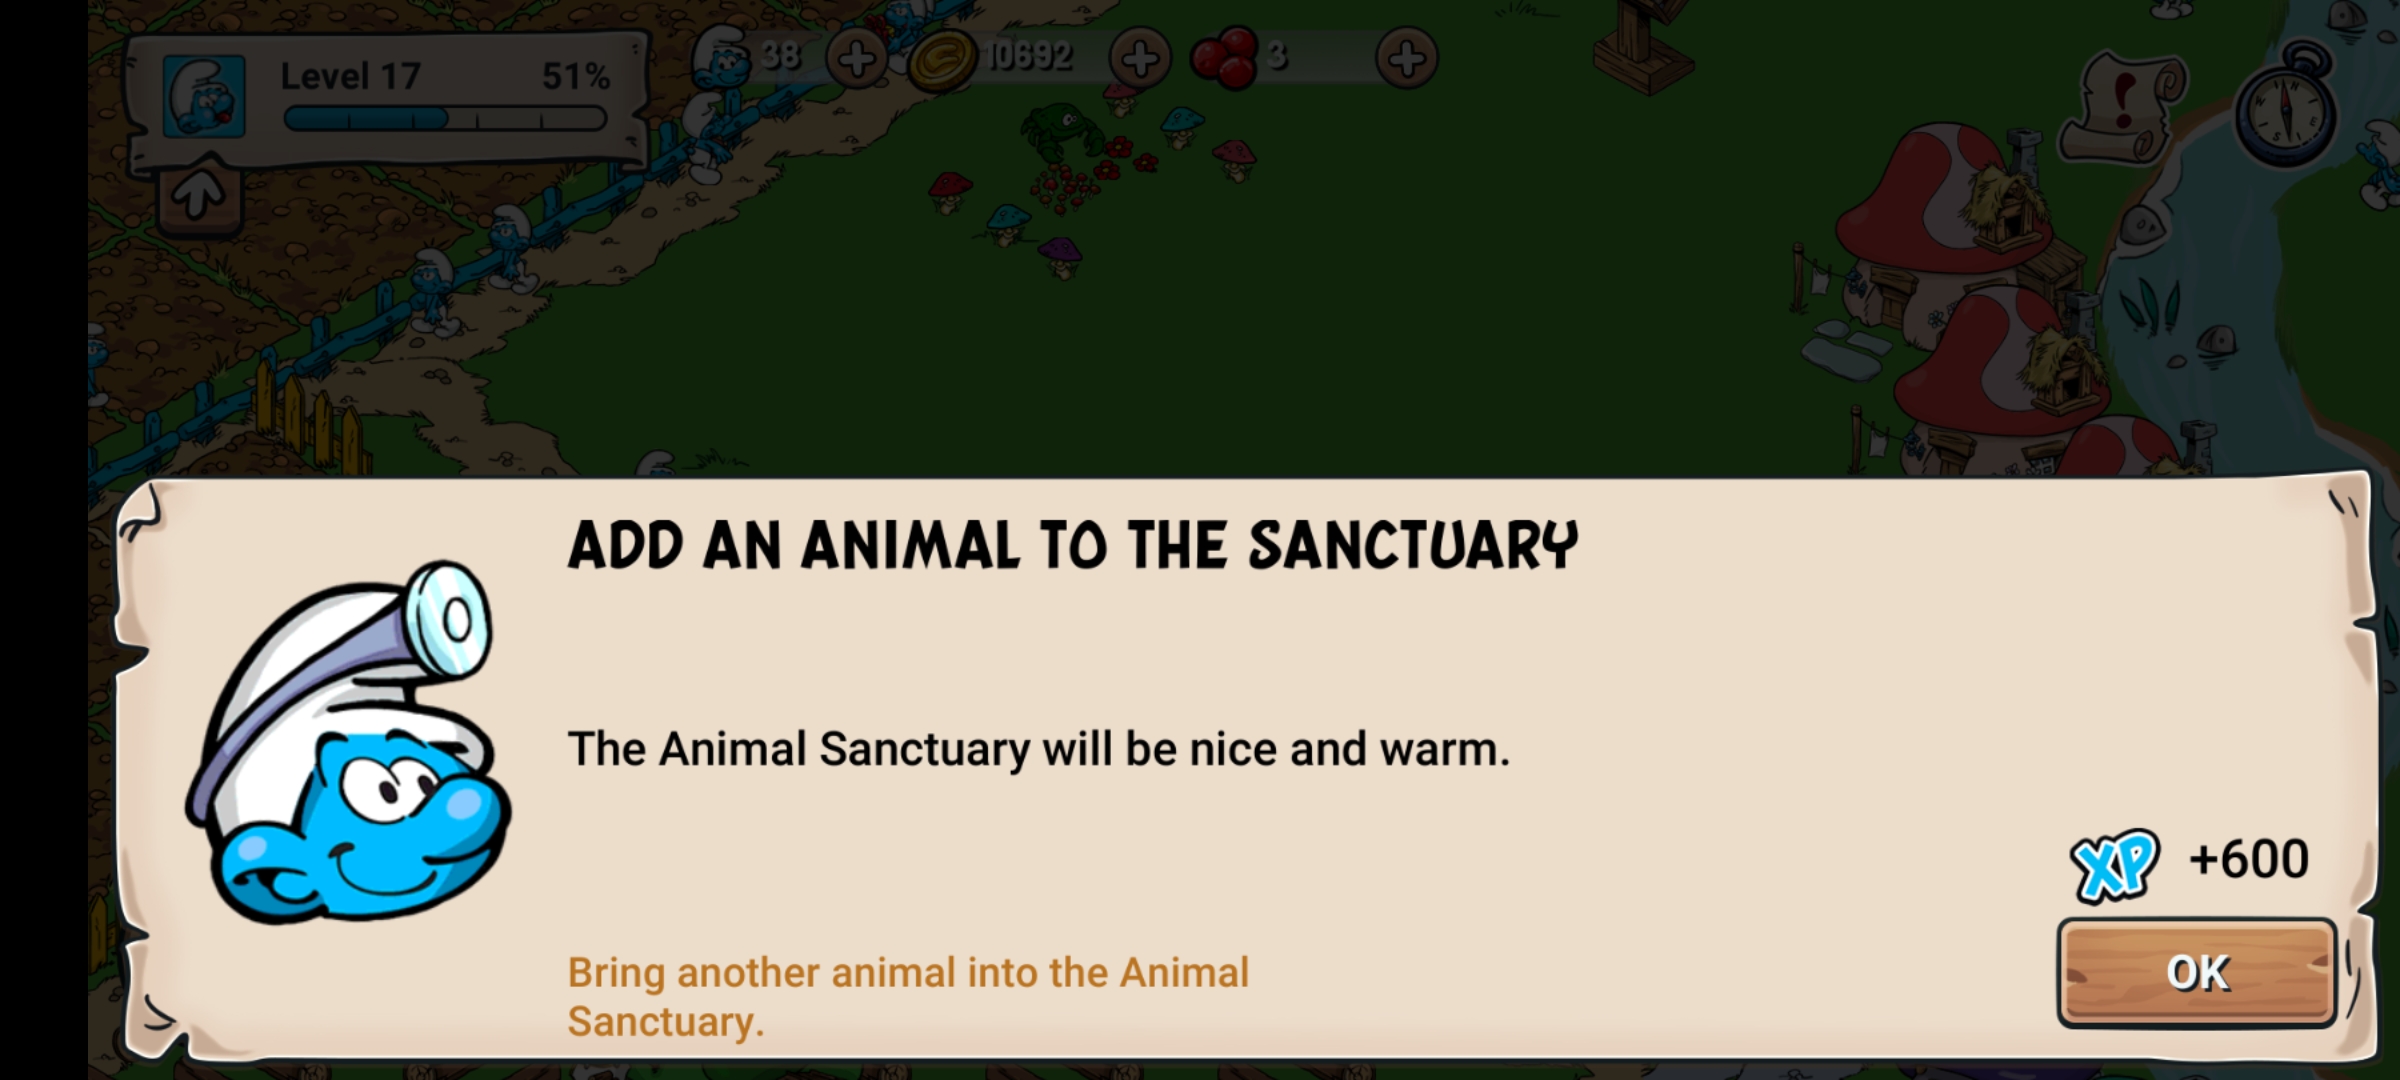 Level 17 51%
38
10692
3
ADD AN ANIMAL TO THE SANCTUARY
The Animal Sanctuary will be nice and warm.
XP +600
Bring another animal into the Animal
Sanctuary.
OK